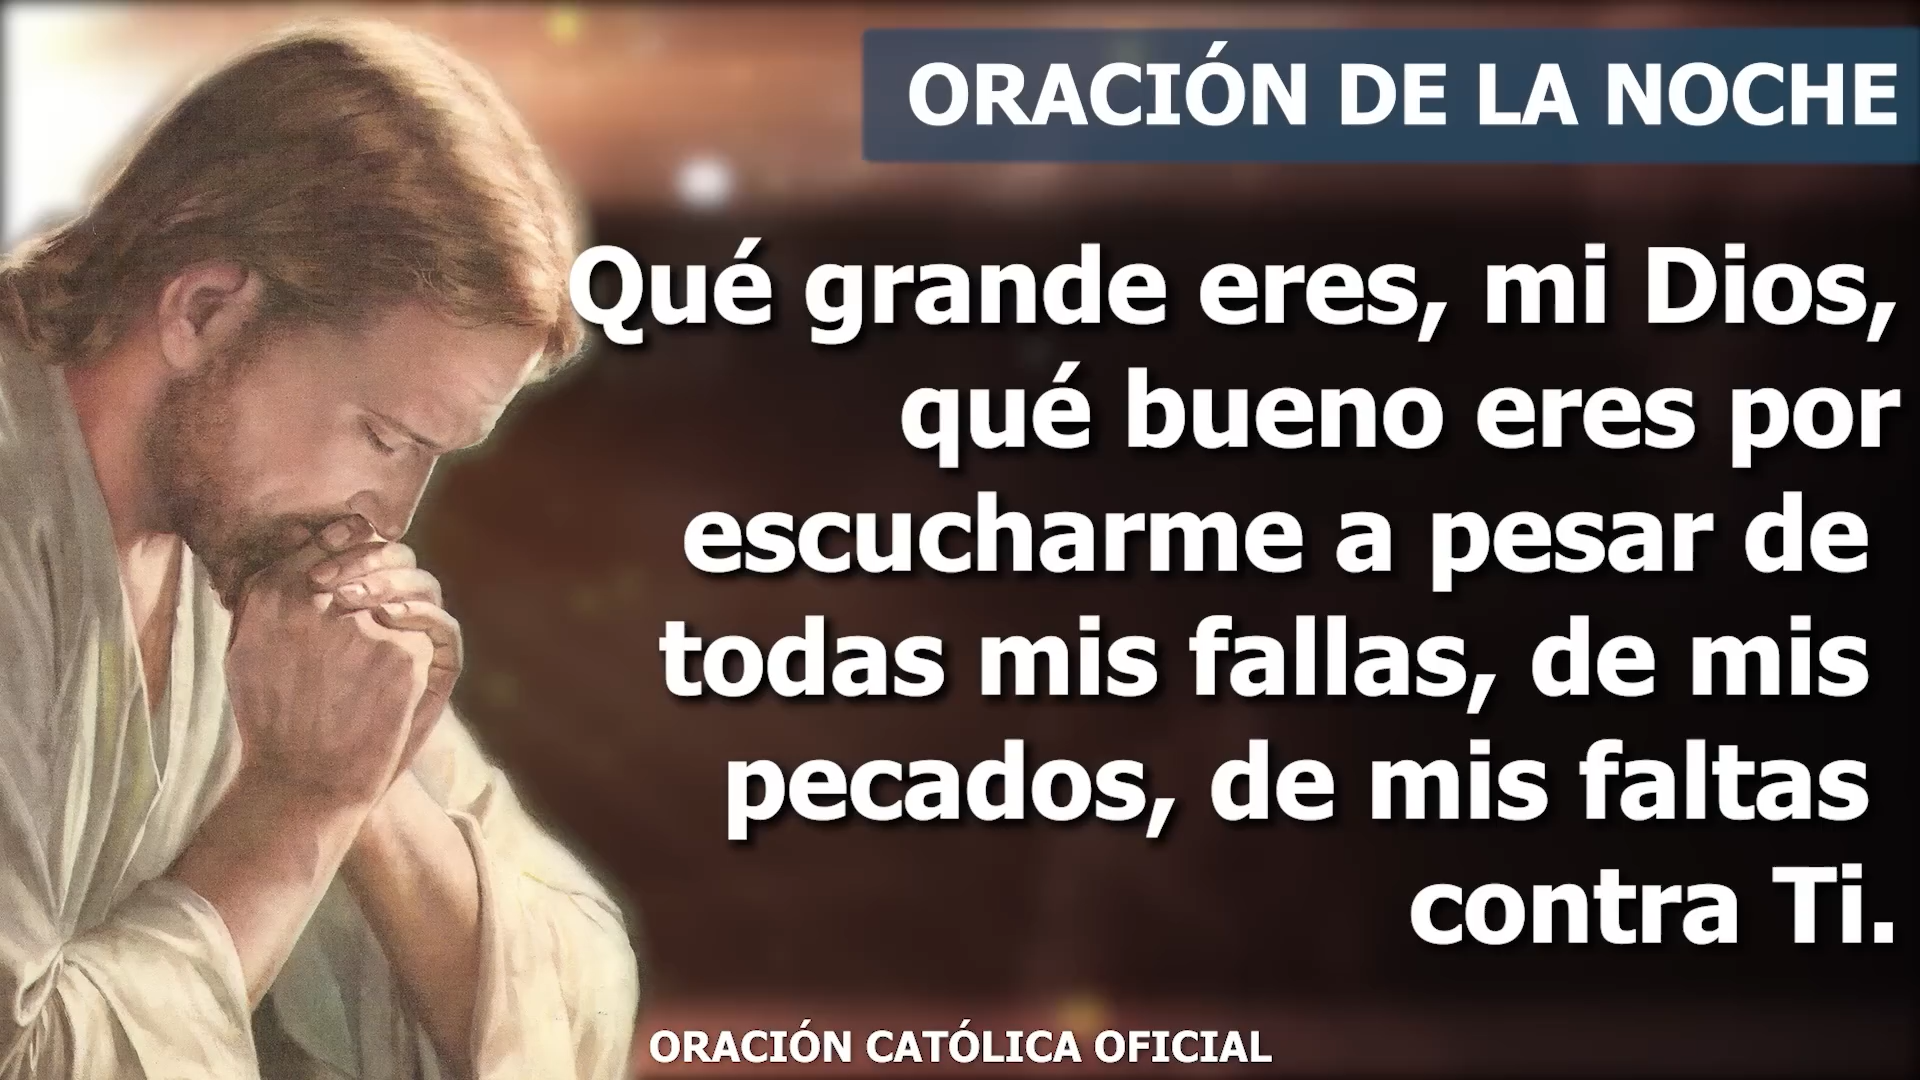 ORACIÓN DE LA NOCHE
Qué grande eres, mi Dios,
qué bueno eres por
escucharme a pesar de
todas mis fallas, de mis
pecados, de mis faltas
contra Ti.
ORACIÓN CATÓLICA OFICIAL